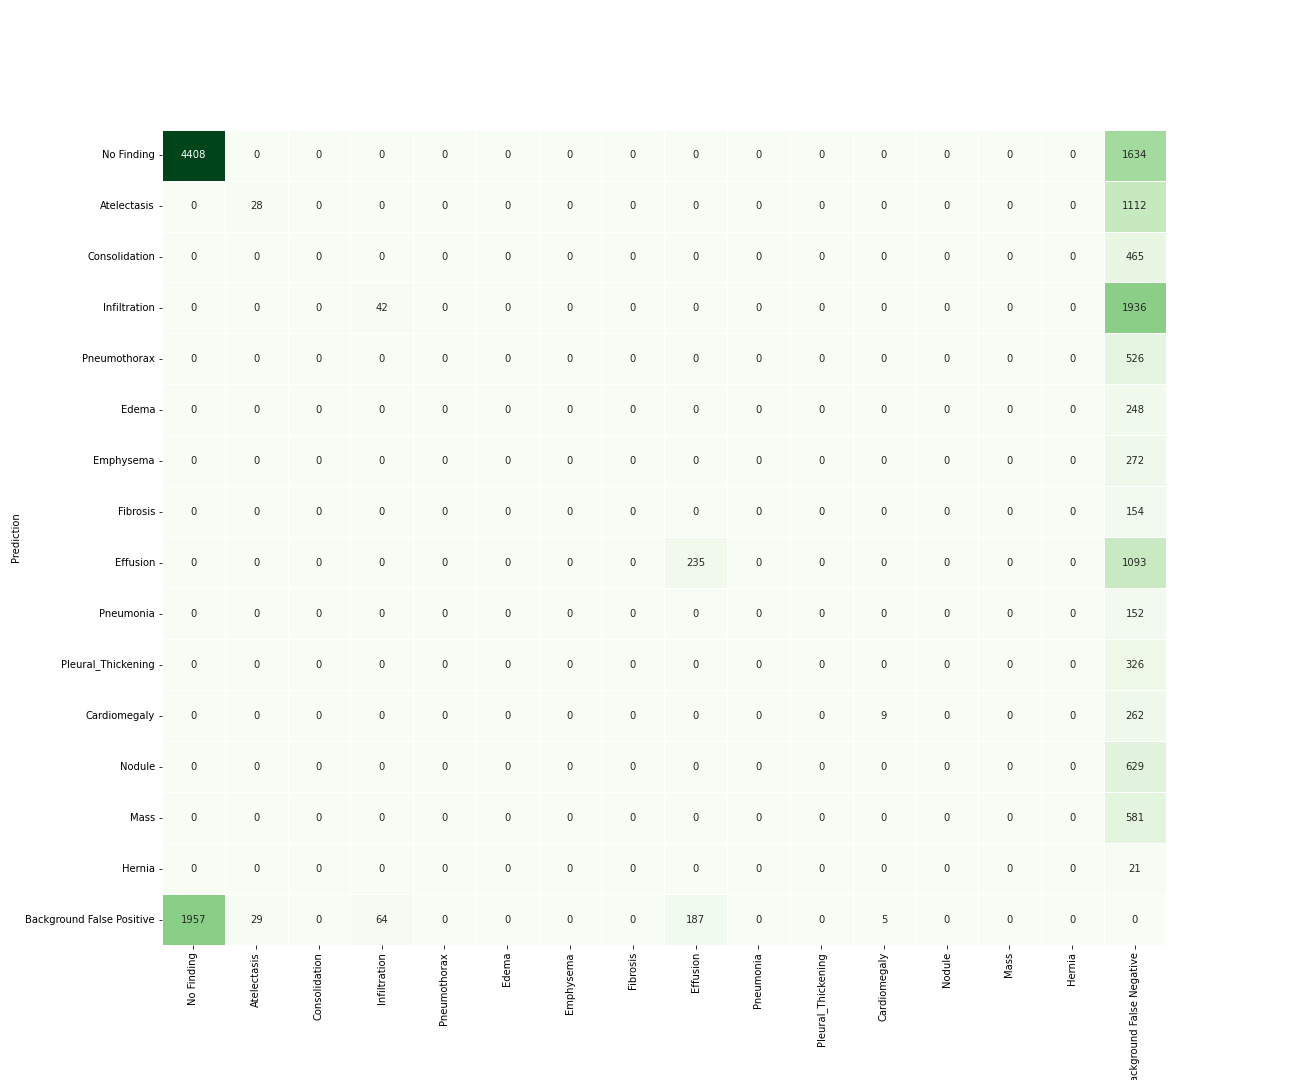 No Finding 4408 0 0 0 0 0 0 0 0 0 0 0 0 0 0 1634
Atelectasis 0 28 0 0 0 0 0 0 0 0 0 0 0 0 0 1112
Consolidation 0 0 0 0 0 0 0 0 0 0 0 0 0 0 0 465
Infiltration 0 0 0 42 0 0 0 0 0 0 0 0 0 0 0 1936
Pneumothorax 0 0 0 0 0 0 0 0 0 0 0 0 0 0 0 526
Edema 0 0 0 0 0 0 0 0 0 0 0 0 0 0 0 248
Emphysema 0 0 0 0 0 0 0 0 0 0 0 0 0 0 0 272
Fibrosis 0 0 0 0 0 0 0 0 0 0 0 0 0 0 0 154
Prediction
Effusion 0 0 0 0 0 0 0 0 235 0 0 0 0 0 0 1093
Pneumonia 0 0 0 0 0 0 0 0 0 0 0 0 0 0 0 152
Pleural_Thickening 0 0 0 0 0 0 0 0 0 0 0 0 0 0 0 326
Cardiomegaly 0 0 0 0 0 0 0 0 0 0 0 9 0 0 0 262
Nodule 0 0 0 0 0 0 0 0 0 0 0 0 0 0 0 629
Mass 0 0 0 0 0 0 0 0 0 0 0 0 0 0 0 581
Hernia 0 0 0 0 0 0 0 0 0 0 0 0 0 0 0 21
Background False Positive 1957 29 0 64 0 0 0 0 187 0 0 5 0 0 0 0
No Finding
Atelectasis
Consolidation
Infiltration
Pneumothorax
Edema
Emphysema
Fibrosis
Effusion
Pneumonia
Pleural_Thickening
Cardiomegaly
Nodule
Mass
Hernia
ackground False Negative